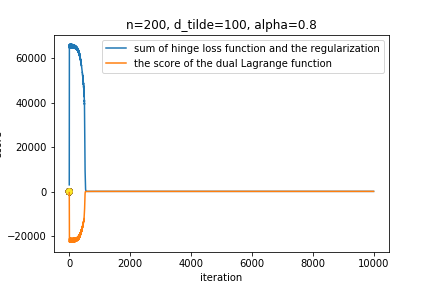 n=200, d_tilde=100, alpha=0.8
sum of hinge loss function and the regularization
the score of the dual Lagrange function
60000
40000
20000
0
−20000
0
2000
4000
6000
8000
10000
iteration